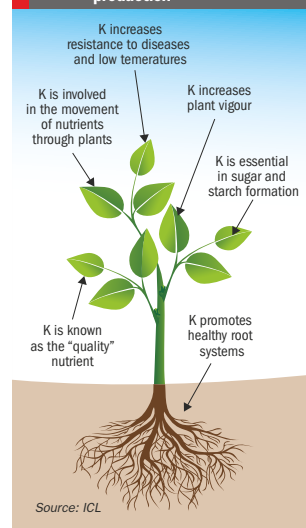 production
K increases
resistance to diseases
and low temeratures
K is involved
in the movement
of nutrients
through plants
K increases
plant vigour
K is essential
in sugar and
starch formation
K is known
as the “quality”
nutrient
K promotes
healthy root
systems
Source: ICL